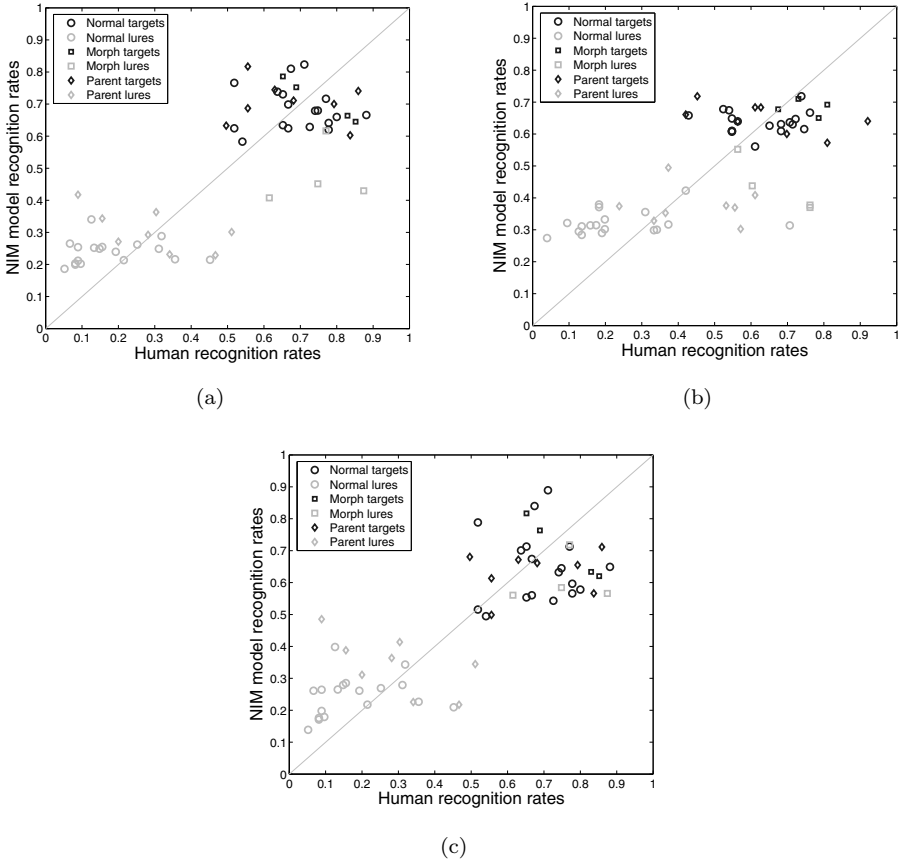 1
0.9
0.8
0.7
0.6
0.5
0.4
0.3
0.2
0.1
0
NIM model recognition rates
Normal targets
Normal lures
Morph targets
Morph lures
Parent targets
Parent lures
0 0.1 0.2 0.3 0.4 0.5 0.6 0.7 0.8 0.9 1
Human recognition rates
(a)
1
0.9
0.8
0.7
0.6
0.5
0.4
0.3
0.2
0.1
0
NIM model recognition rates
Normal targets
Normal lures
Morph targets
Morph lures
Parent targets
Parent lures
0 0.1 0.2 0.3 0.4 0.5 0.6 0.7 0.8 0.9 1
Human recognition rates
(b)
1
0.9
0.8
0.7
0.6
0.5
0.4
0.3
0.2
0.1
0
NIM model recognition rates
Normal targets
Normal lures
Morph targets
Morph lures
Parent targets
Parent lures
0 0.1 0.2 0.3 0.4 0.5 0.6 0.7 0.8 0.9 1
Human recognition rates
(c)